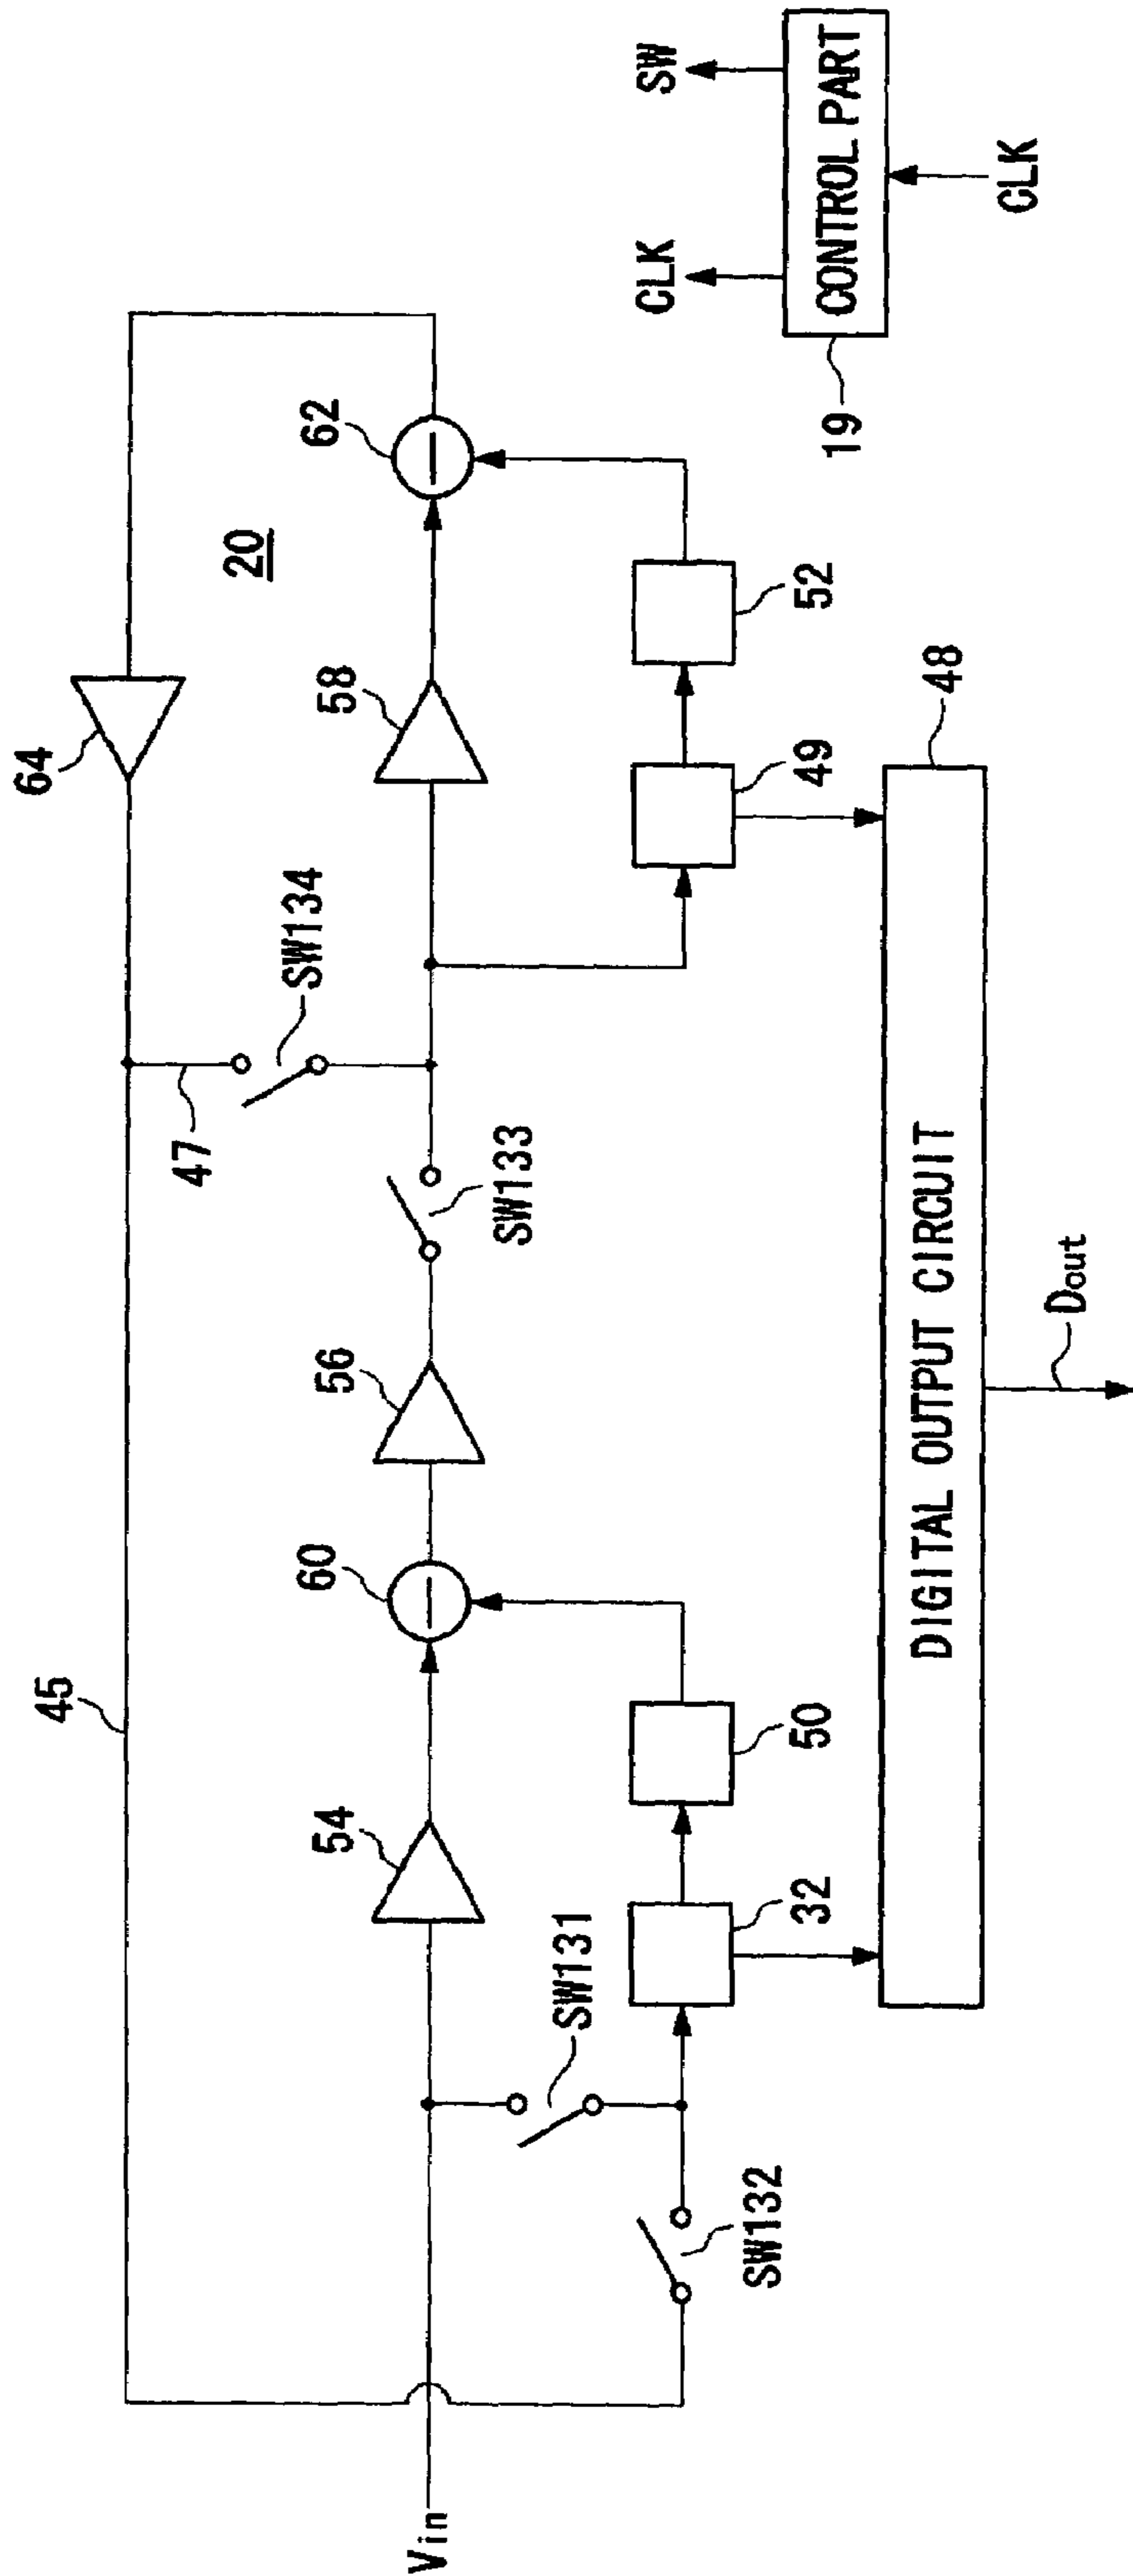 64
20
62
45
47
SW134
58
60
56
54
SW133
SW131
52
49
50
32
SW132
Vin
48
DIGITAL OUTPUT CIRCUIT
Dout
CLK
SW
CONTROL PART
19
CLK